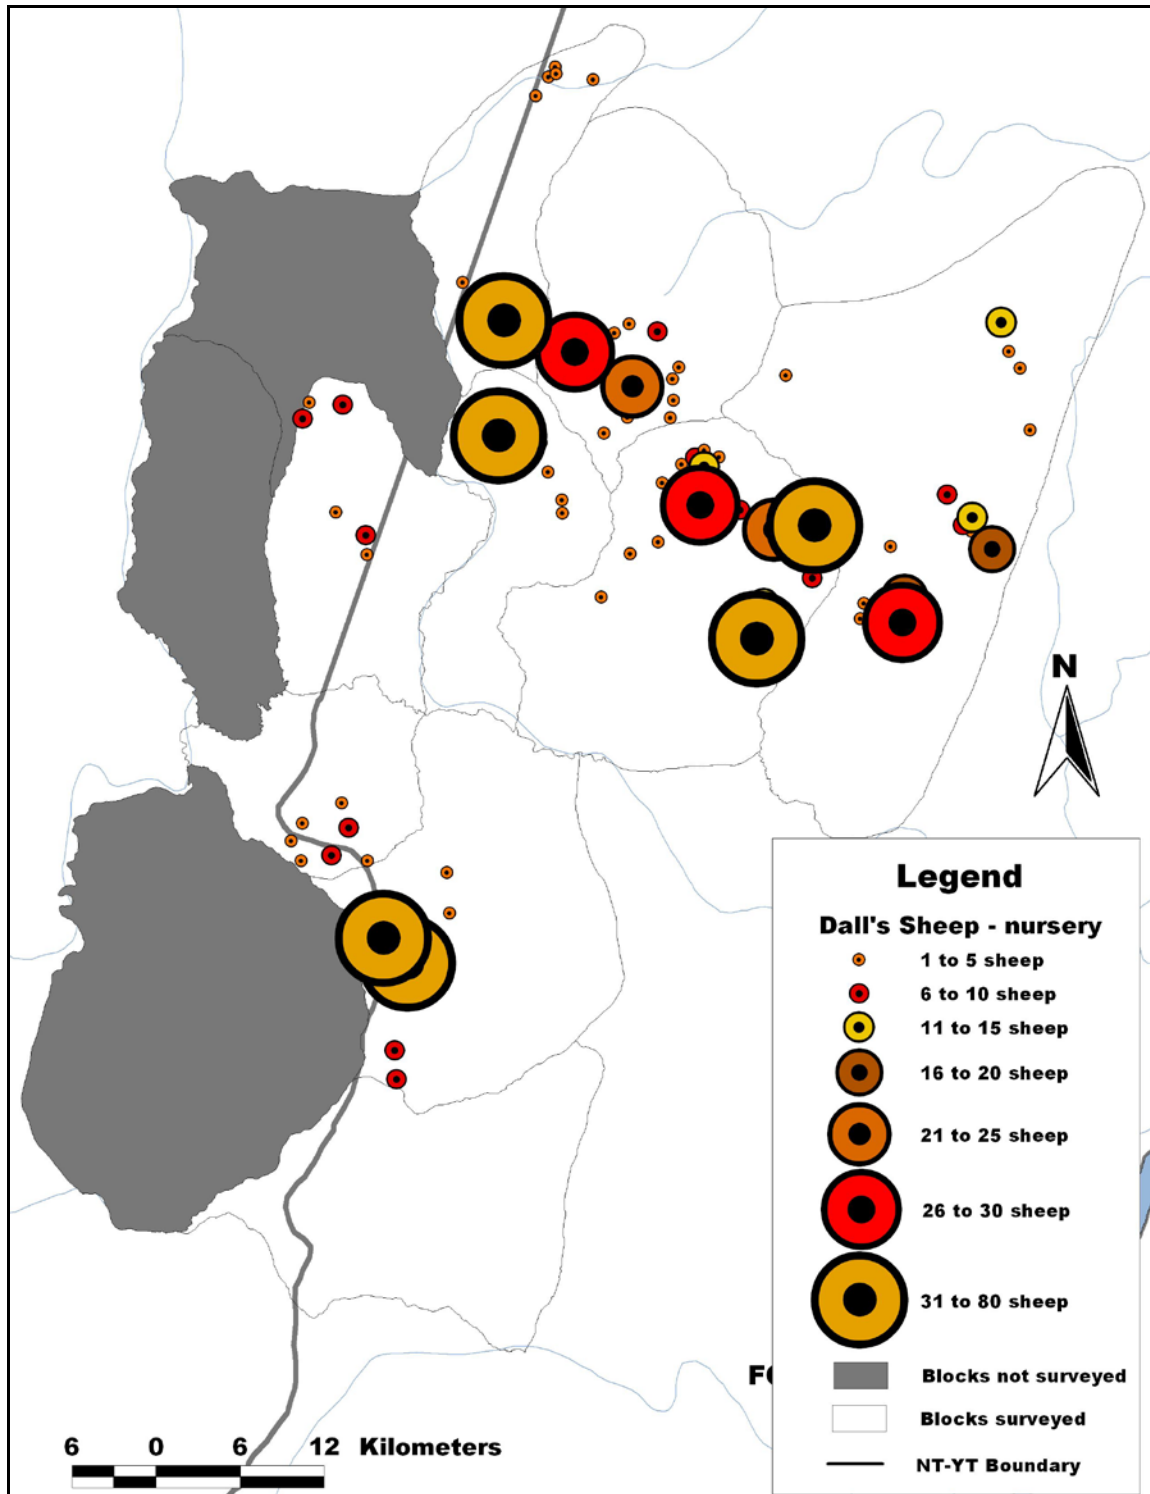 N
Legend
Dall's Sheep - nursery
1 to 5 sheep
6 to 10 sheep
11 to 15 sheep
16 to 20 sheep
21 to 25 sheep
26 to 30 sheep
31 to 80 sheep
Blocks not surveyed
Blocks surveyed
NT-YT Boundary
6 0 6 12 Kilometers